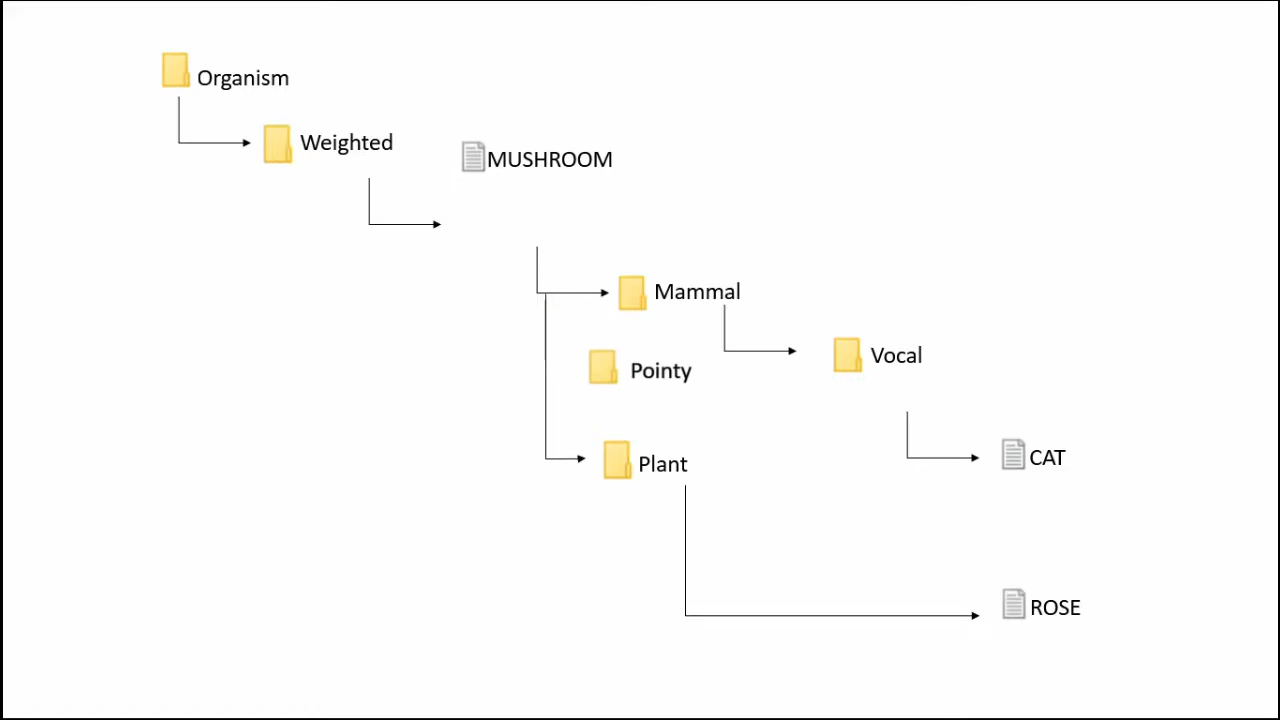 Organism
Weighted
MUSHROOM
Mammal
Vocal
Pointy
Plant
CAT
ROSE